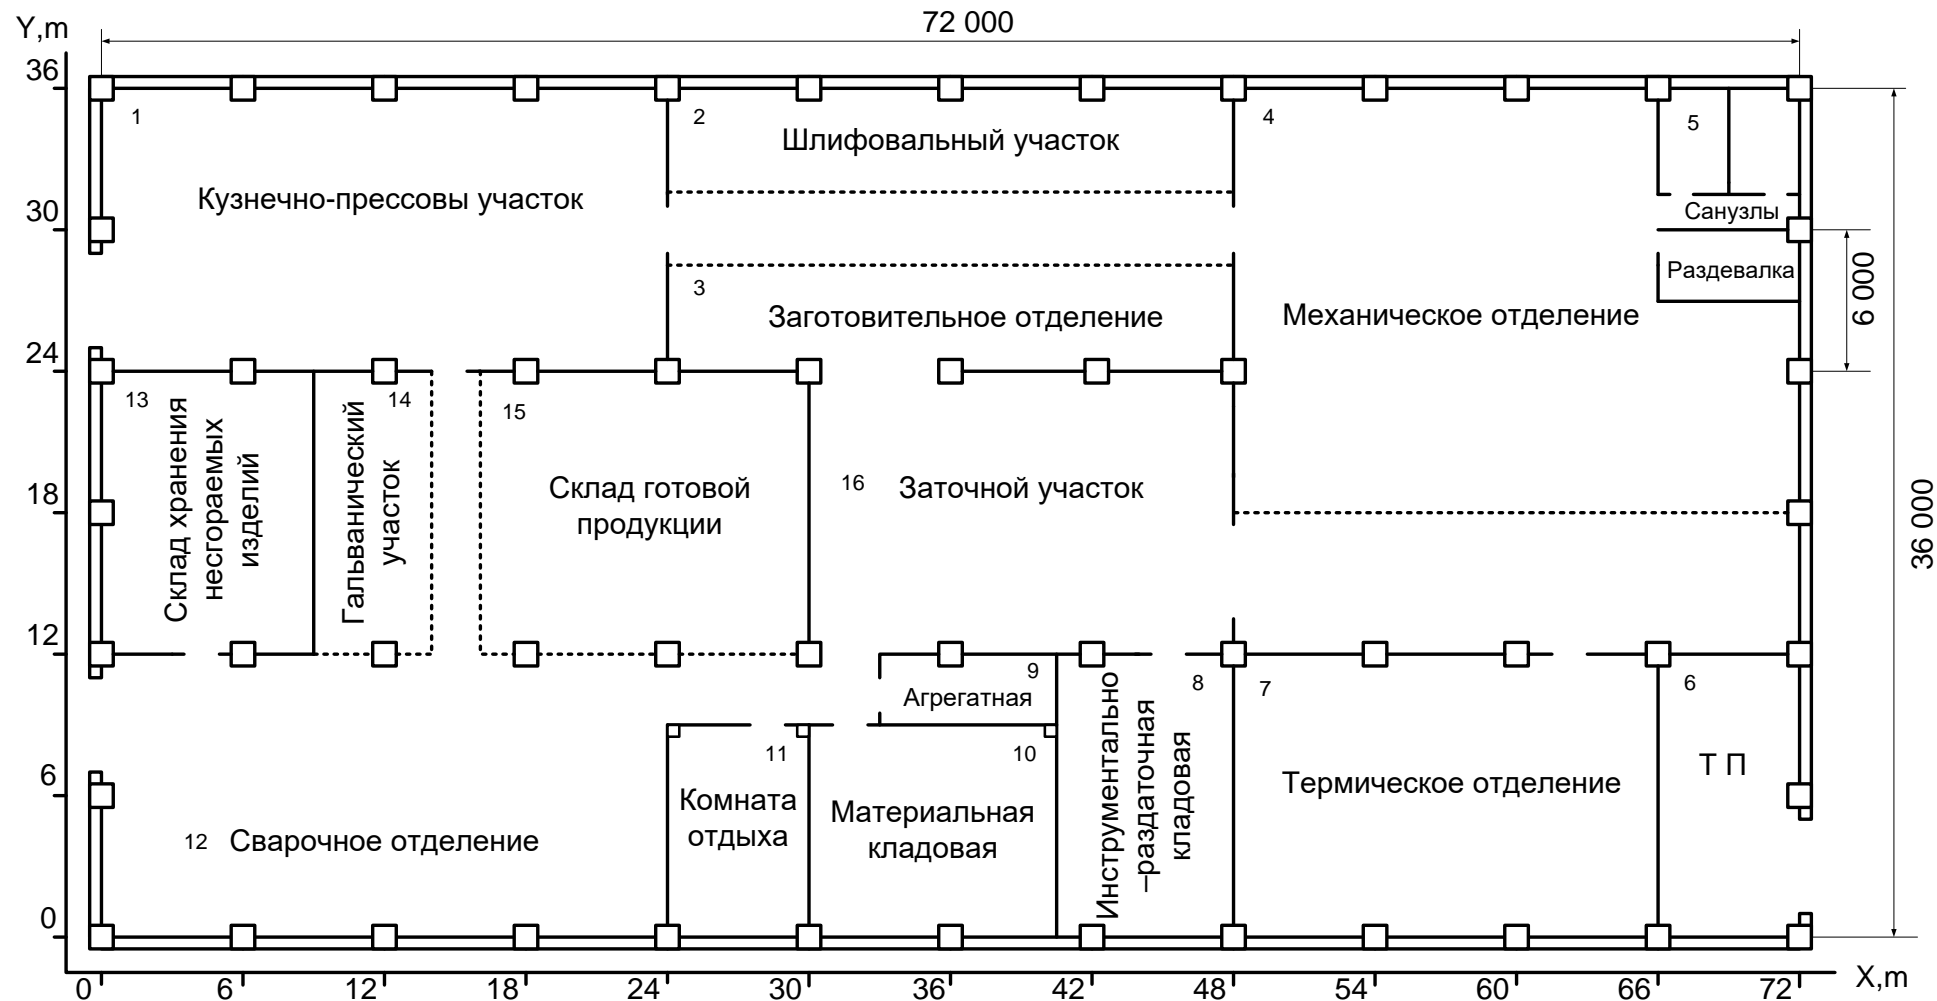 72 000
Y,m
36
1
2
4
5
Шлифовальный участок
Кузнечно-прессовы участок
30
Санузлы
Раздевалка
6 000
3
Заготовительное отделение
Механическое отделение
24
13
14
15
Склад хранения
несгораемых
изделий
Гальванический
участок
Склад готовой
продукции
16
Заточной участок
18
36 000
12
9
8
7
6
Агрегатная
11
10
Инструментально
–раздаточная
кладовая
Т П
6
Комната
отдыха
Материальная
кладовая
Термическое отделение
12
Сварочное отделение
0
0 6 12 18 24 30 36 42 48 54 60 66 72
X,m